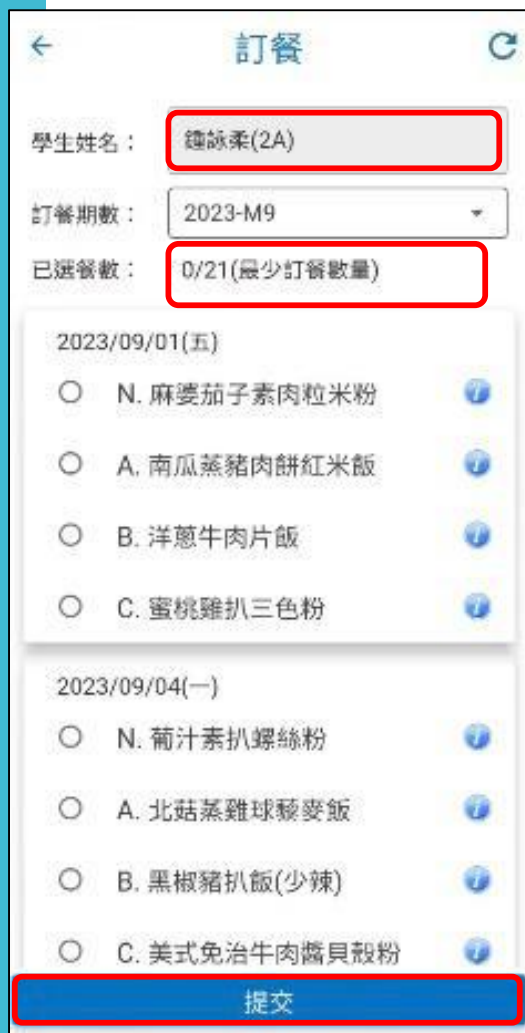 訂餐
學生姓名： 鍾詠柔(2A)
訂餐期數： 2023-M9
已選餐數： 0/21(最少訂餐數量)
2023/09/01(五)
N. 麻婆茄子素肉粒米粉
A. 南瓜蒸豬肉餅紅米飯
B. 洋蔥牛肉片飯
C. 蜜桃雞扒三色粉
2023/09/04(一)
N. 葡汁素扒螺絲粉
A. 北菇蒸雞球藜麥飯
B. 黑椒豬扒飯(少辣)
C. 美式免治牛肉醬貝殼粉
提交